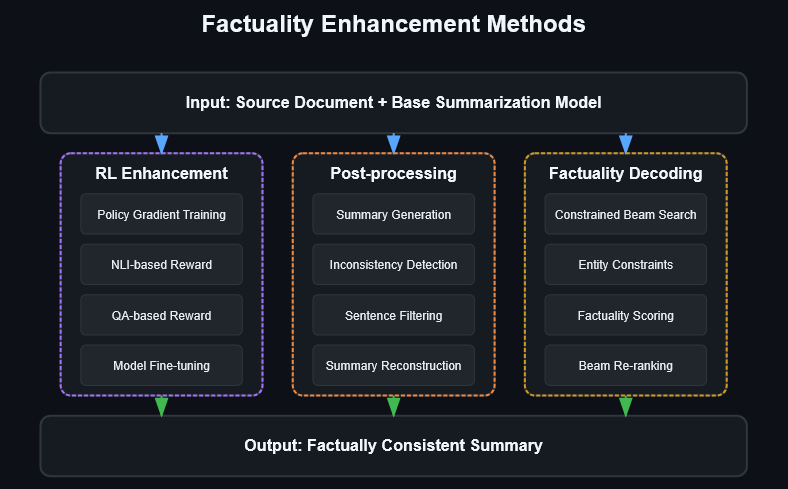 Factuality Enhancement Methods
Input: Source Document + Base Summarization Model
RL Enhancement
Policy Gradient Training
NLI-based Reward
QA-based Reward
Model Fine-tuning
Post-processing
Summary Generation
Inconsistency Detection
Sentence Filtering
Summary Reconstruction
Factuality Decoding
Constrained Beam Search
Entity Constraints
Factuality Scoring
Beam Re-ranking
Output: Factually Consistent Summary